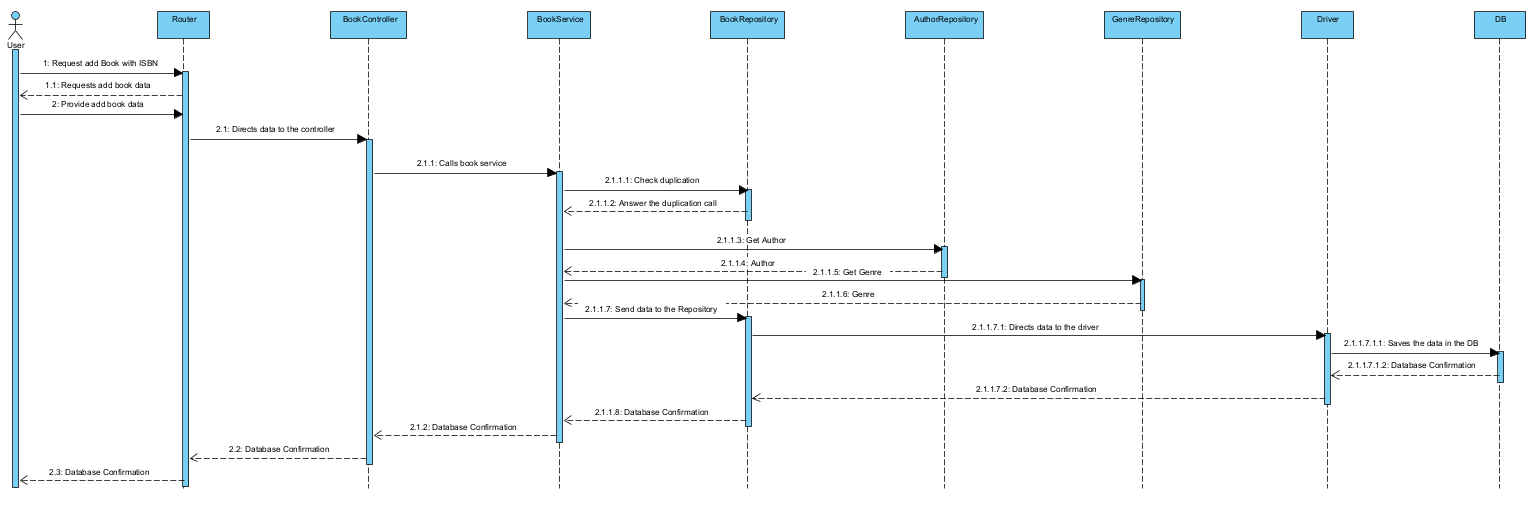 User
Router
BookController
BookService
BookRepository
AuthorRepository
GenreRepository
Driver
DB
1: Request add Book with ISBN
1.1: Requests add book data
2: Provide add book data
2.1: Directs data to the controller
2.1.1: Calls book service
2.1.1.1: Check duplication
2.1.1.2: Answer the duplication call
2.1.1.3: Get Author
2.1.1.4: Author
2.1.1.5: Get Genre
2.1.1.6: Genre
2.1.1.7: Send data to the Repository
2.1.1.7.1: Directs data to the driver
2.1.1.7.1.1: Saves the data in the DB
2.1.1.7.1.2: Database Confirmation
2.1.1.7.2: Database Confirmation
2.1.1.8: Database Confirmation
2.1.2: Database Confirmation
2.2: Database Confirmation
2.3: Database Confirmation